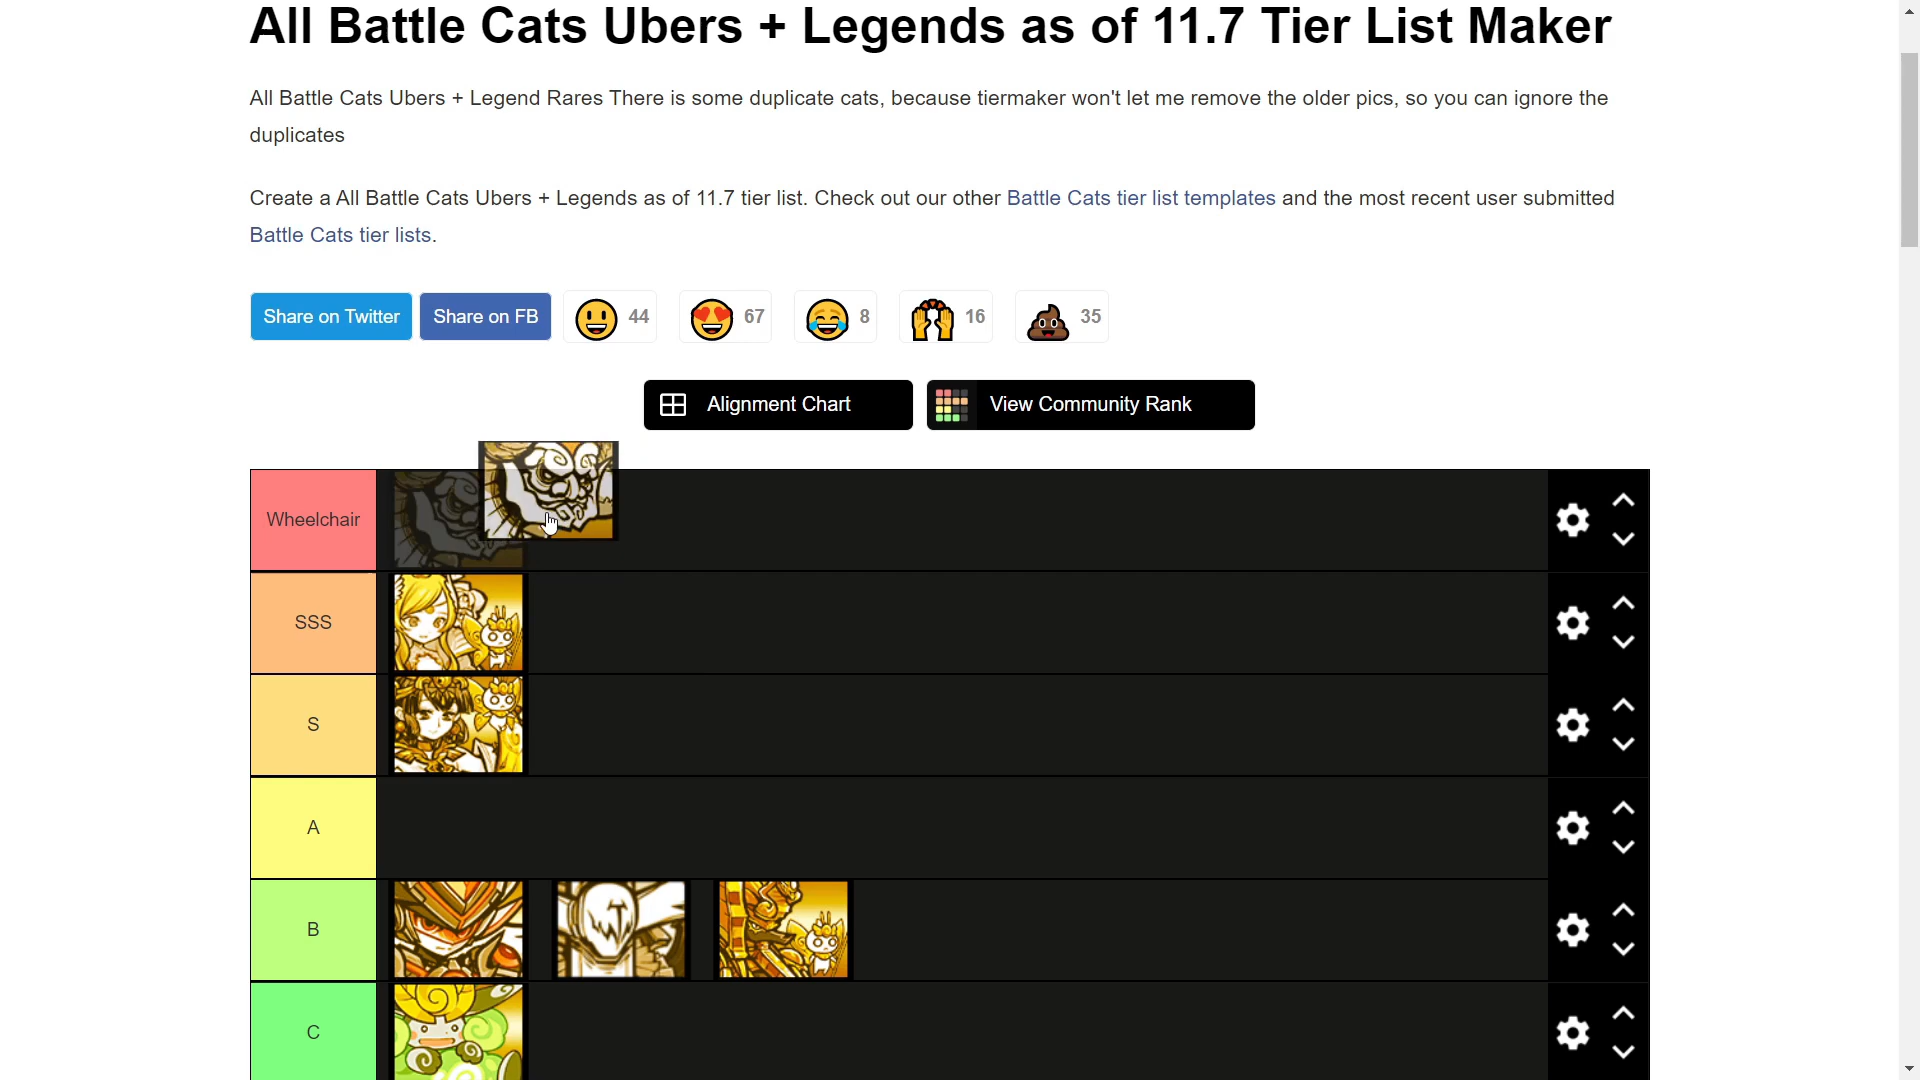 All Battle Cats Ubers + Legends as of 11.7 Tier List Maker
All Battle Cats Ubers + Legend Rares There is some duplicate cats, because tiermaker won't let me remove the older pics, so you can ignore the
duplicates
Create a All Battle Cats Ubers + Legends as of 11.7 tier list. Check out our other Battle Cats tier list templates and the most recent user submitted
Battle Cats tier lists.
Share on Twitter Share on FB 44 67 8 16 35
Alignment Chart View Community Rank
Wheelchair
SSS
S
A
B
C